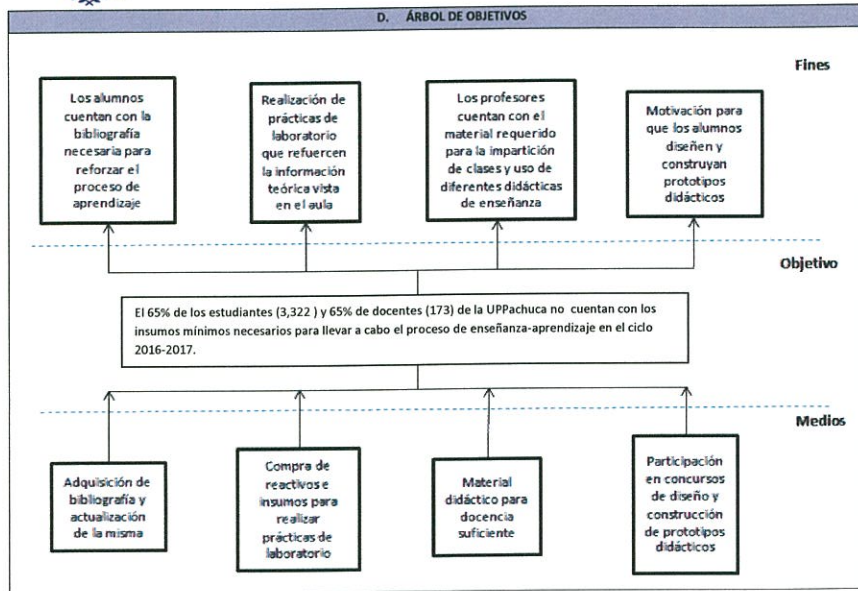 D. ÁRBOL DE OBJETIVOS
Fines
Los alumnos
cuentan con la
bibliografía
necesaria para
reforzar el
proceso de
aprendizaje
Realización de
prácticas de
laboratorio
que refuercen
la información
teórica vista
en el aula
Los profesores
cuentan con el
material requerido
para la impartición
de clases y uso de
diferentes didácticas
de enseñanza
Motivación para
que los alumnos
diseñen y
construyan
prototipos
didácticos
Objetivo
El 65% de los estudiantes (3,322 ) y 65% de docentes (173) de la UPPachuca no cuentan con los
insumos mínimos necesarios para llevar a cabo el proceso de enseñanza-aprendizaje en el ciclo
2016-2017.
Medios
Adquisición de
bibliografía y
actualización
de la misma
Compra de
reactivos e
insumos para
realizar
prácticas de
laboratorio
Material
didáctico para
docencia
suficiente
Participación
en concursos
de diseño y
construcción
de prototipos
didácticos